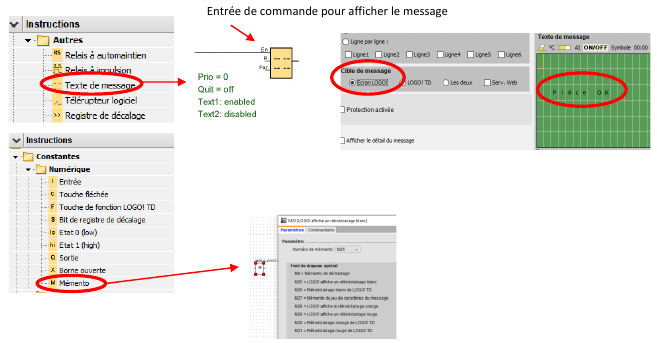 Entrée de commande pour afficher le message
Instructions
Autres
RS Relais à automaintien
Relais à impulsion
Texte de message
Télérupteur logiciel
>> Registre de décalage
En
P
Par
Prio = 0
Quit = off
Text1: enabled
Text2: disabled
Ligne par ligne :
Ligne1 Ligne2 Ligne3 Ligne4 Ligne5 Ligne6
Cible de message
Ecran LOGO! LOGO! TD Les deux Serv. Web
Protection activée
Afficher le détail du message
Texte de message
°C AI ON/OFF Symbole 00:00
Pièce OK
Instructions
Constantes
Numérique
I Entrée
C Touche fléchée
F Touche de fonction LOGO! TD
S Bit de registre de décalage
lo Etat 0 (low)
hi Etat 1 (high)
Q Sortie
X Borne ouverte
M Mémento
M25 [LOGO! affiche un rétroéclairage blanc]
Paramètres Commentaire
Paramètre:
Numéro de mémento : M25
Fond de drapeau spécial:
M8 = Mémento de démarrage
M25 = LOGO! affiche un rétroéclairage blanc
M26 = Rétroéclairage blanc de LOGO! TD
M27 = Mémento du jeu de caractères du message
M28 = LOGO! affiche le rétroéclairage orange
M29 = LOGO! affiche un rétroéclairage rouge
M30 = Rétroéclairage orange de LOGO! TD
M31 = Rétroéclairage rouge de LOGO! TD